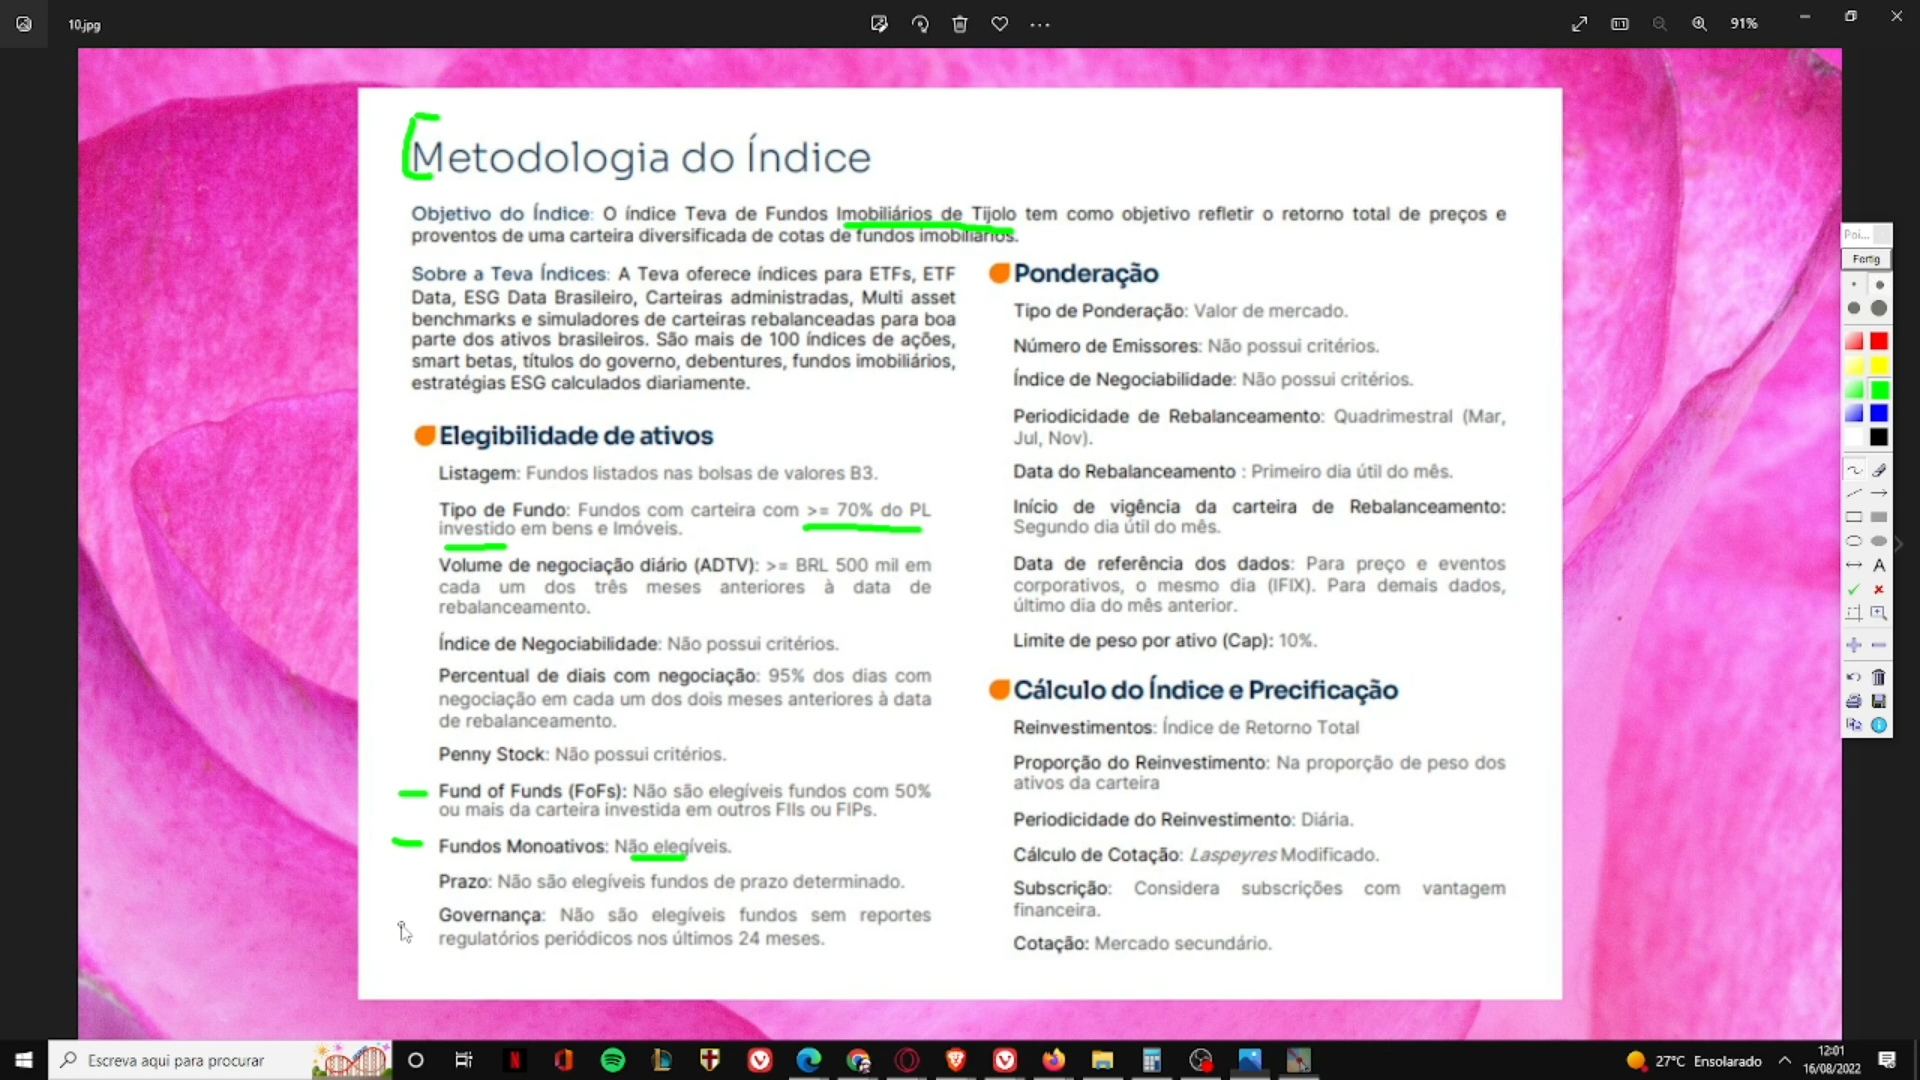 10.jpg
91%
Metodologia do Índice
Objetivo do Índice: O índice Teva de Fundos Imobiliários de Tijolo tem como objetivo refletir o retorno total de preços e
proventos de uma carteira diversificada de cotas de fundos imobiliários.
Sobre a Teva Índices: A Teva oferece índices para ETFs, ETF
Data, ESG Data Brasileiro, Carteiras administradas, Multi asset
benchmarks e simuladores de carteiras rebalanceadas para boa
parte dos ativos brasileiros. São mais de 100 índices de ações,
smart betas, títulos do governo, debentures, fundos imobiliários,
estratégias ESG calculados diariamente.
Elegibilidade de ativos
Listagem: Fundos listados nas bolsas de valores B3.
Tipo de Fundo: Fundos com carteira com >= 70% do PL
investido em bens e Imóveis.
Volume de negociação diário (ADTV): >= BRL 500 mil em
cada um dos três meses anteriores à data de
rebalanceamento.
Índice de Negociabilidade: Não possui critérios.
Percentual de diais com negociação: 95% dos dias com
negociação em cada um dos dois meses anteriores à data
de rebalanceamento.
Penny Stock: Não possui critérios.
Fund of Funds (FoFs): Não são elegíveis fundos com 50%
ou mais da carteira investida em outros FIIs ou FIPs.
Fundos Monoativos: Não elegíveis.
Prazo: Não são elegíveis fundos de prazo determinado.
Governança: Não são elegíveis fundos sem reportes
regulatórios periódicos nos últimos 24 meses.
Ponderação
Tipo de Ponderação: Valor de mercado.
Número de Emissores: Não possui critérios.
Índice de Negociabilidade: Não possui critérios.
Periodicidade de Rebalanceamento: Quadrimestral (Mar,
Jul, Nov).
Data do Rebalanceamento : Primeiro dia útil do mês.
Início de vigência da carteira de Rebalanceamento:
Segundo dia útil do mês.
Data de referência dos dados: Para preço e eventos
corporativos, o mesmo dia (IFIX). Para demais dados,
último dia do mês anterior.
Limite de peso por ativo (Cap): 10%.
Cálculo do Índice e Precificação
Reinvestimentos: Índice de Retorno Total
Proporção do Reinvestimento: Na proporção de peso dos
ativos da carteira
Periodicidade do Reinvestimento: Diária.
Cálculo de Cotação: Laspeyres Modificado.
Subscrição: Considera subscrições com vantagem
financeira.
Cotação: Mercado secundário.
Poi...
Fertig
A
Escreva aqui para procurar
27°C Ensolarado
12:01
16/08/2022